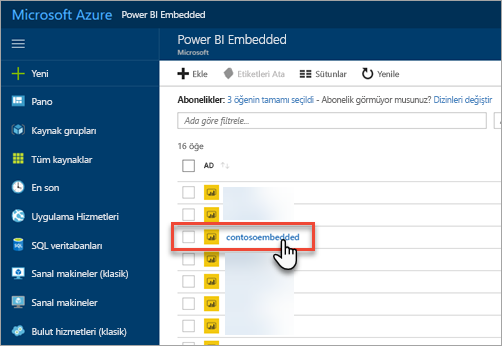 Microsoft Azure Power BI Embedded
Power BI Embedded
Microsoft
Yeni
Ekle Etiketleri Ata Sütunlar Yenile
Pano
Abonelikler: 3 öğenin tamamı seçildi - Abonelik görmüyor musunuz? Dizinleri değiştir
Kaynak grupları
Ada göre filtrele...
Tüm kaynaklar
16 öğe
AD
En son
Uygulama Hizmetleri
contosoembedded
SQL veritabanları
Sanal makineler (klasik)
Sanal makineler
Bulut hizmetleri (klasik)